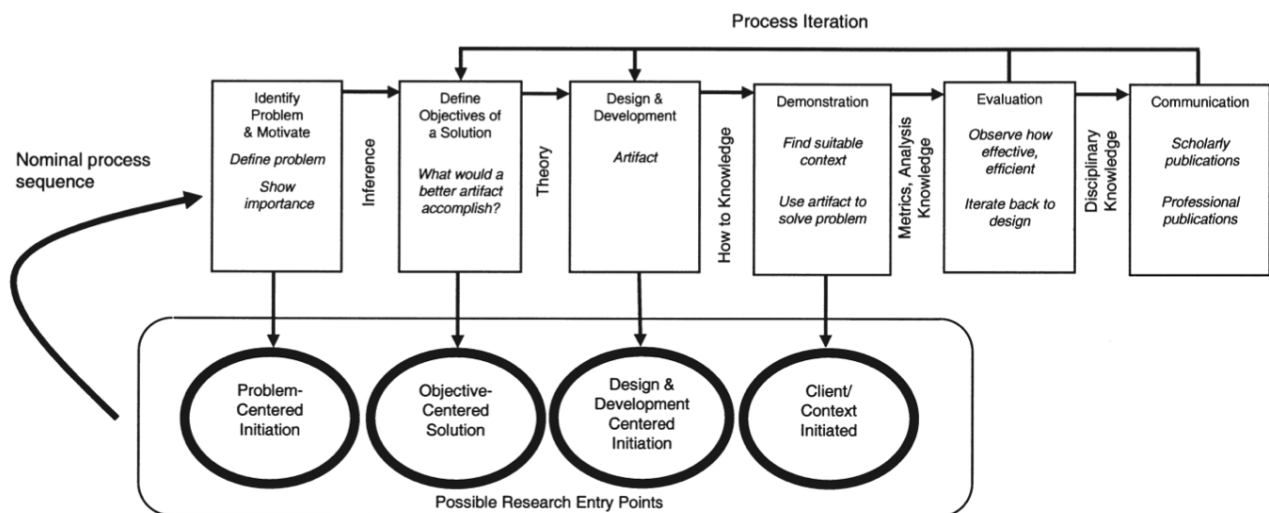 Process Iteration
Nominal process
sequence
Identify
Problem
& Motivate
Define problem
Show
importance
Inference
Define
Objectives of
a Solution
What would a
better artifact
accomplish?
Theory
Design &
Development
Artifact
How to Knowledge
Demonstration
Find suitable
context
Use artifact to
solve problem
Metrics, Analysis
Knowledge
Evaluation
Observe how
effective,
efficient
Iterate back to
design
Disciplinary
Knowledge
Communication
Scholarly
publications
Professional
publications
Problem-
Centered
Initiation
Objective-
Centered
Solution
Design &
Development
Centered
Initiation
Client/
Context
Initiated
Possible Research Entry Points